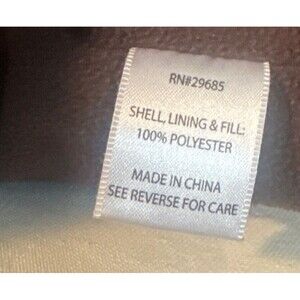 RN#29685
SHELL, LINING & FILL:
100% POLYESTER
MADE IN CHINA
SEE REVERSE FOR CARE